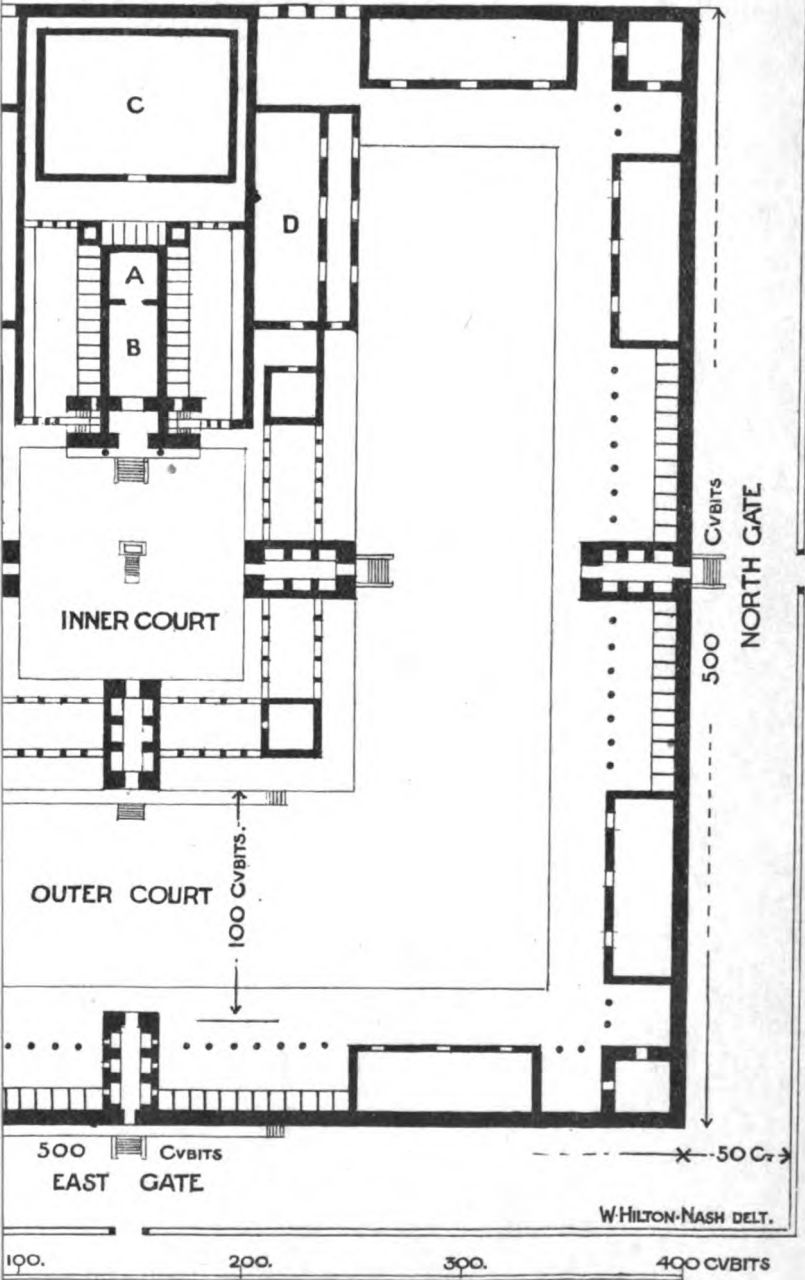 C
D
A
B
500 CVBITS
NORTH GATE
INNER COURT
100 CVBITS.
OUTER COURT
500 CVBITS
50 CT
EAST GATE
W·HILTON·NASH DELT.
100. 200. 300. 400 CVBITS